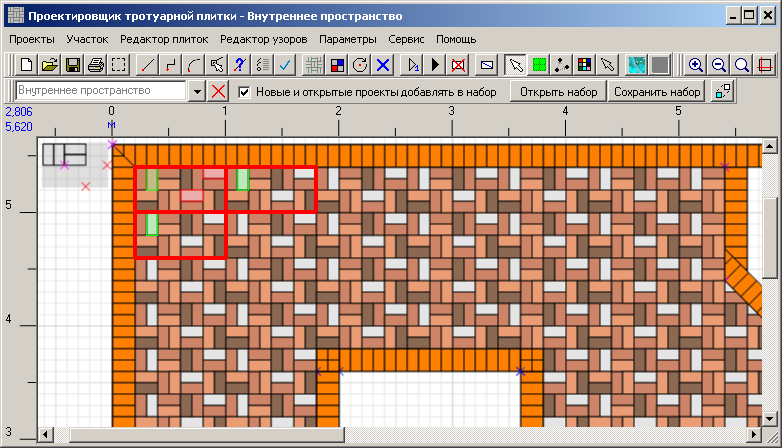 Проектировщик тротуарной плитки - Внутреннее пространство
Проекты Участок Редактор плиток Редактор узоров Параметры Сервис Помощь
Внутреннее пространство Новые и открытые проекты добавлять в набор Открыть набор Сохранить набор
2,806 0 1 2 3 4 5
5,620 м
5
4
3